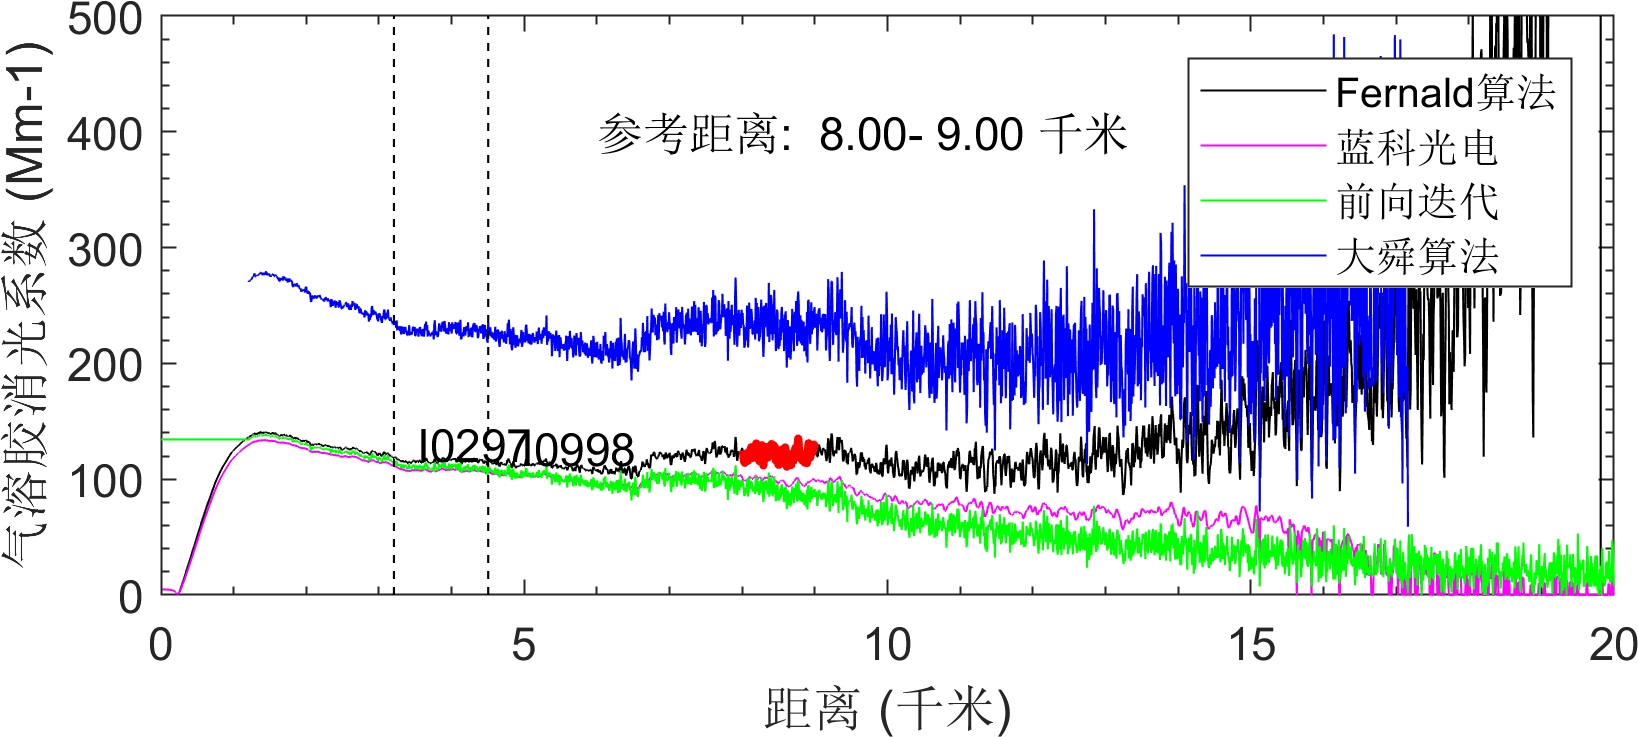 500
400
300
200
100
0
气溶胶消光系数 (Mm-1)
参考距离: 8.00- 9.00 千米
Fernald算法
蓝科光电
前向迭代
大舜算法
0 5 10 15 20
距离 (千米)